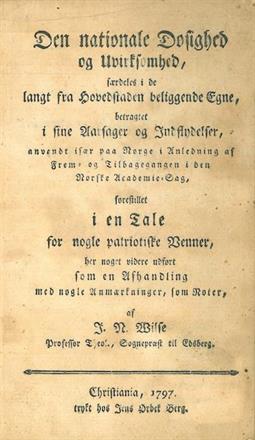 Den nationale Dosighed
og Uvirksomhed,
særdeles i de
langt fra Hovedstaden beliggende Egne,
betragtet
i sine Aarsager og Indflydelser,
anvendt især paa Norge i Anledning af
Frem- og Tilbagegangen i den
Norske Academie-Sag,
forestillet
i en Tale
for nogle patriotiske Venner,
her noget videre udført
som en Afhandling
med nogle Anmærkninger, som Noter,
af
J. N. Wilse
Professor Theol., Sognepræst til Edsberg.
Christiania, 1797.
trykt hos Jens Ørbek Berg.